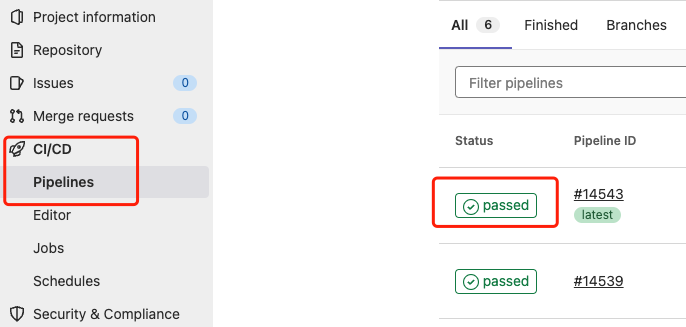 Project information
Repository
Issues 0
Merge requests 0
CI/CD
Pipelines
Editor
Jobs
Schedules
Security & Compliance
All 6 Finished Branches
Filter pipelines
Status Pipeline ID
passed #14543
latest
passed #14539